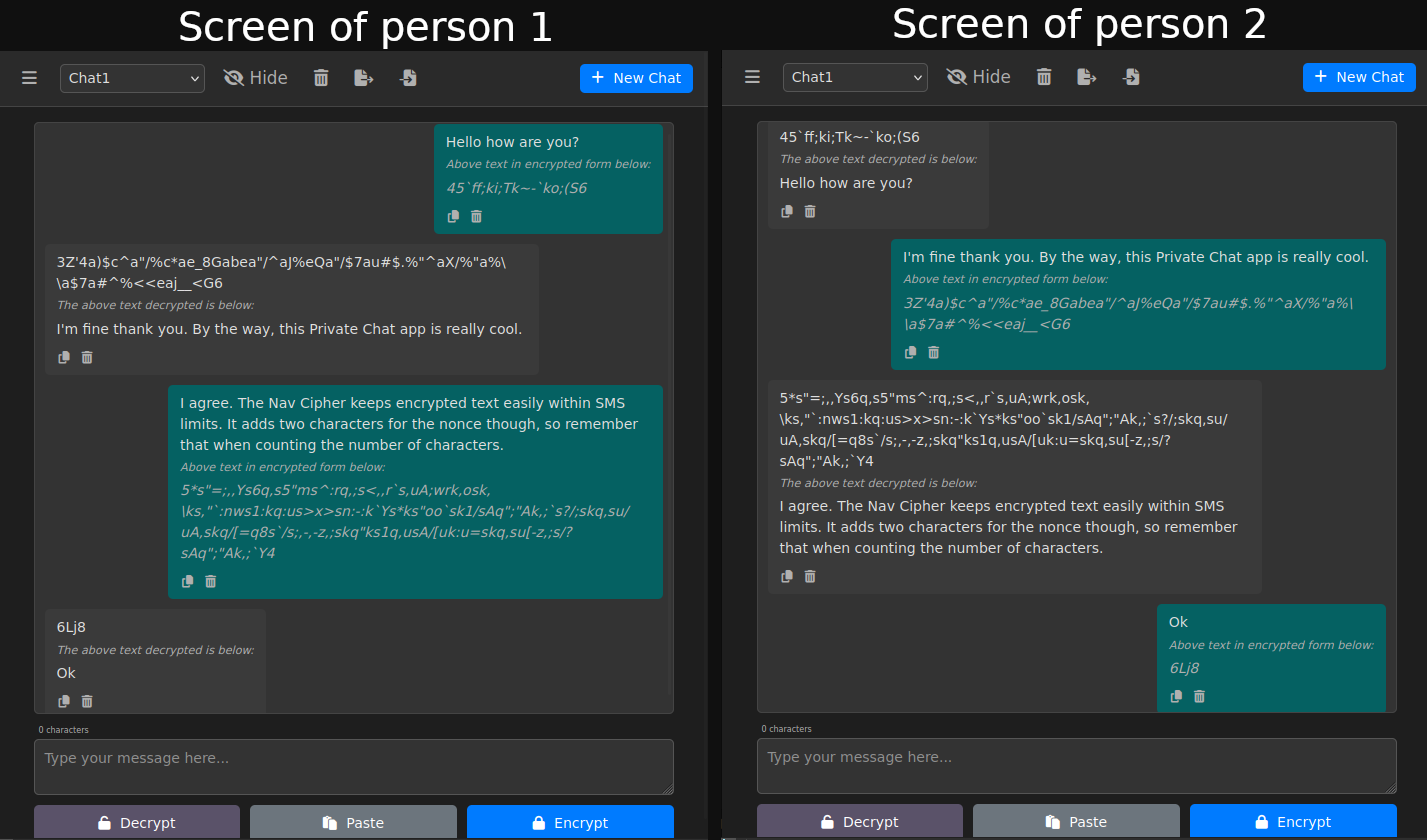 Screen of person 1
Chat1
Hide
+ New Chat
Hello how are you?
Above text in encrypted form below:
45`ff;ki;Tk~-`ko;(S6
3Z'4a)$c^a"/%c*ae_8Gabea"/^aJ%eQa"/$7au#$.%"^aX/%"a%\
\a$7a#^%<<eaj__<G6
The above text decrypted is below:
I'm fine thank you. By the way, this Private Chat app is really cool.
I agree. The Nav Cipher keeps encrypted text easily within SMS
limits. It adds two characters for the nonce though, so remember
that when counting the number of characters.
Above text in encrypted form below:
5*s"=;,,Ys6q,s5"ms^:rq,;s<,,r`s,uA;wrk,osk,
\ks,"`:nws1:kq:us>x>sn:-:k`Ys*ks"oo`sk1/sAq";"Ak,;`s?/;skq,su/
uA,skq/[=q8s`/s;,-,-z,;skq"ks1q,usA/[uk:u=skq,su[-z,;s/?
sAq";"Ak,;`Y4
6Lj8
The above text decrypted is below:
Ok
0 characters
Type your message here...
Decrypt
Paste
Encrypt
Screen of person 2
Chat1
Hide
+ New Chat
45`ff;ki;Tk~-`ko;(S6
The above text decrypted is below:
Hello how are you?
I'm fine thank you. By the way, this Private Chat app is really cool.
Above text in encrypted form below:
3Z'4a)$c^a"/%c*ae_8Gabea"/^aJ%eQa"/$7au#$.%"^aX/%"a%\
\a$7a#^%<<eaj__<G6
5*s"=;,,Ys6q,s5"ms^:rq,;s<,,r`s,uA;wrk,osk,
\ks,"`:nws1:kq:us>x>sn:-:k`Ys*ks"oo`sk1/sAq";"Ak,;`s?/;skq,su/
uA,skq/[=q8s`/s;,-,-z,;skq"ks1q,usA/[uk:u=skq,su[-z,;s/?
sAq";"Ak,;`Y4
The above text decrypted is below:
I agree. The Nav Cipher keeps encrypted text easily within SMS
limits. It adds two characters for the nonce though, so remember
that when counting the number of characters.
Ok
Above text in encrypted form below:
6Lj8
0 characters
Type your message here...
Decrypt
Paste
Encrypt